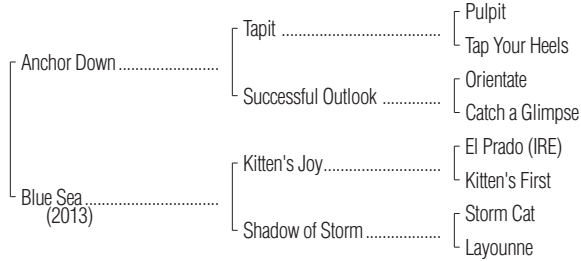 Pulpit
Tapit
Tap Your Heels
Anchor Down
Orientate
Successful Outlook
Catch a Glimpse
El Prado (IRE)
Kitten's Joy
Kitten's First
Blue Sea
(2013)
Storm Cat
Shadow of Storm
Layounne